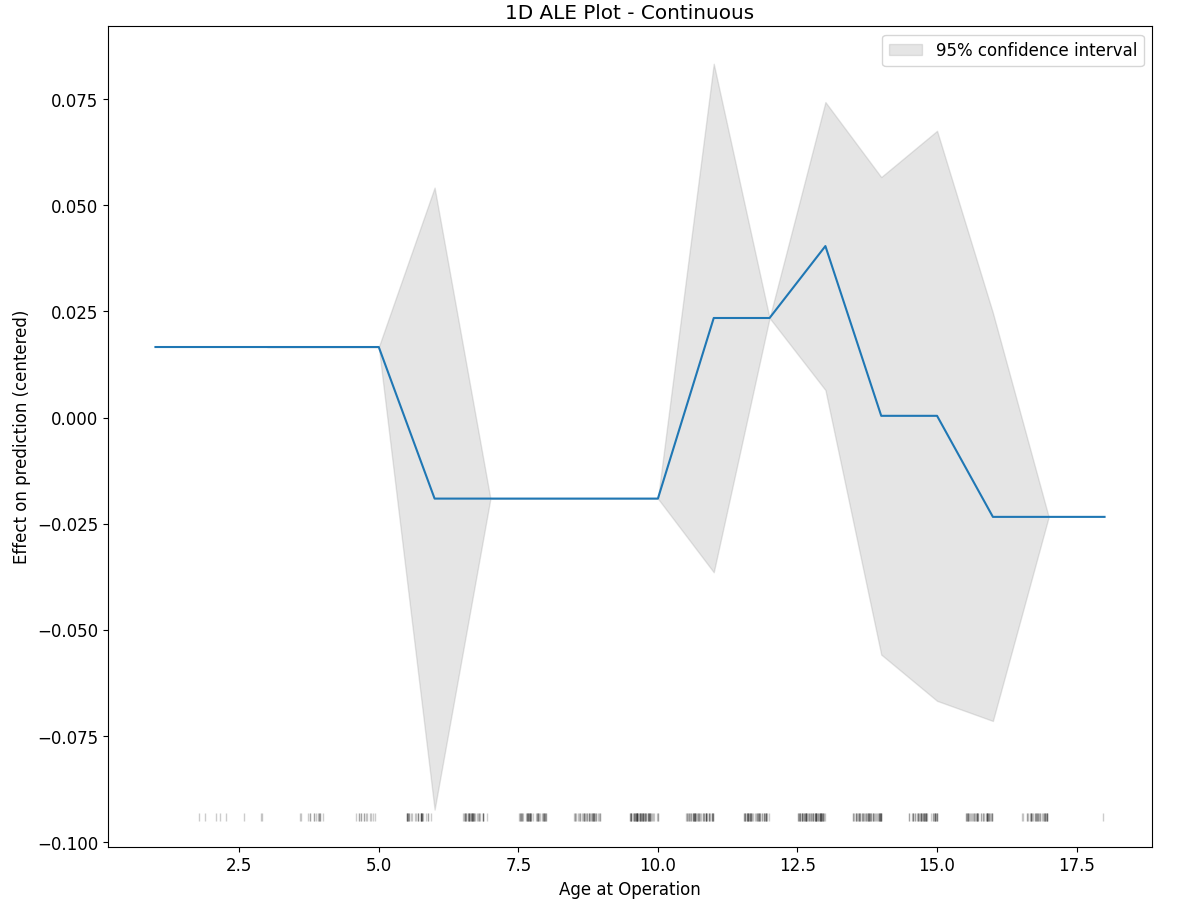 1D ALE Plot - Continuous
95% confidence interval
0.075
0.050
0.025
0.000
−0.025
−0.050
−0.075
−0.100
Effect on prediction (centered)
2.5 5.0 7.5 10.0 12.5 15.0 17.5
Age at Operation